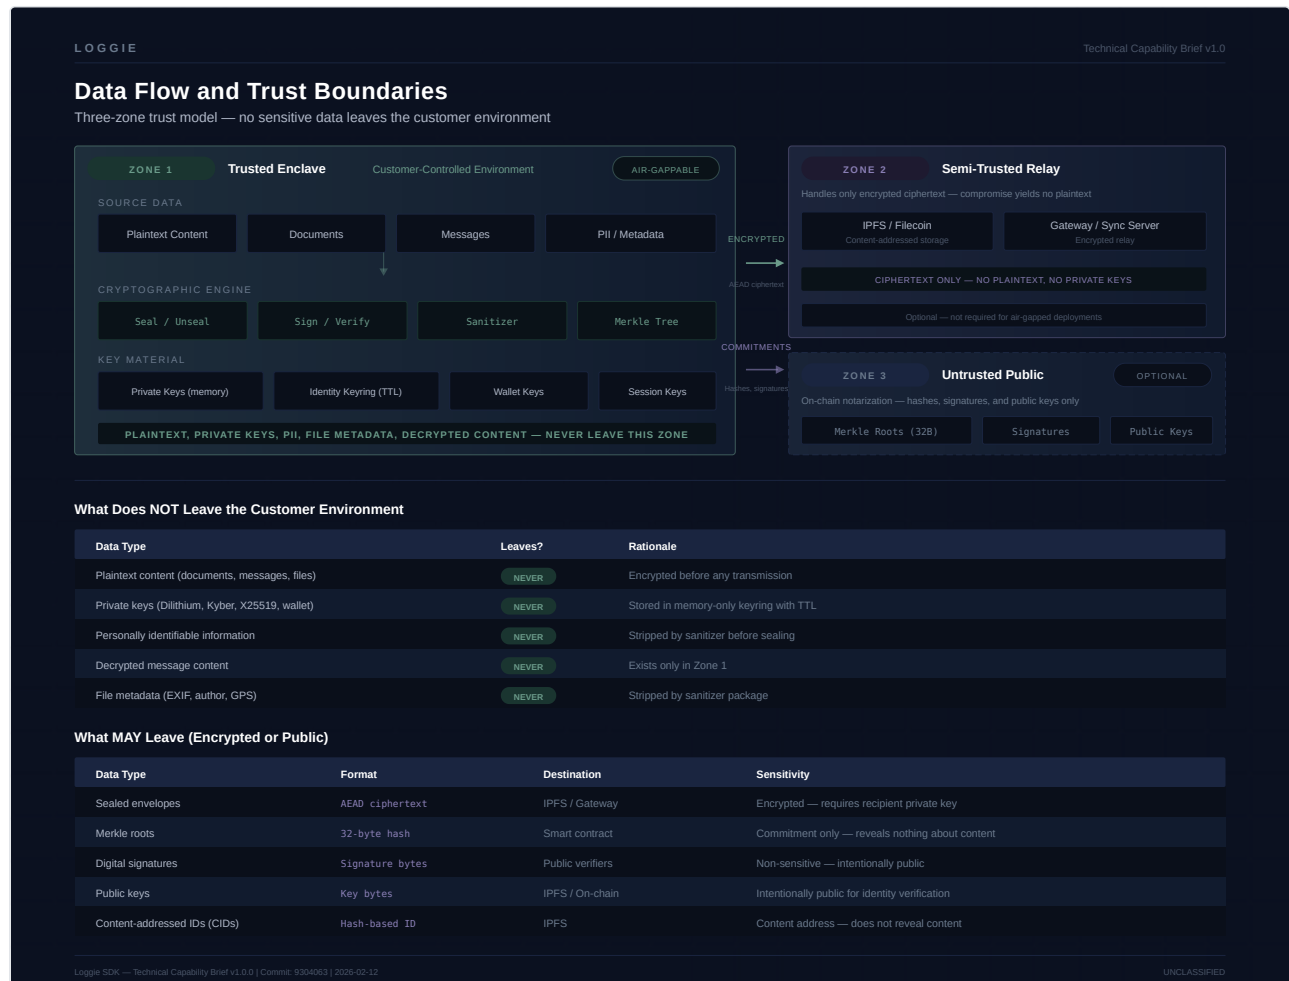 LOGGIE
Technical Capability Brief v1.0
Data Flow and Trust Boundaries
Three-zone trust model — no sensitive data leaves the customer environment
ZONE 1 Trusted Enclave Customer-Controlled Environment AIR-GAPPABLE
SOURCE DATA
Plaintext Content Documents Messages PII / Metadata
CRYPTOGRAPHIC ENGINE
Seal / Unseal Sign / Verify Sanitizer Merkle Tree
KEY MATERIAL
Private Keys (memory) Identity Keyring (TTL) Wallet Keys Session Keys
PLAINTEXT, PRIVATE KEYS, PII, FILE METADATA, DECRYPTED CONTENT — NEVER LEAVE THIS ZONE
ENCRYPTED
AEAD ciphertext
COMMITMENTS
Hashes, signatures
ZONE 2 Semi-Trusted Relay
Handles only encrypted ciphertext — compromise yields no plaintext
IPFS / Filecoin Gateway / Sync Server
Content-addressed storage Encrypted relay
CIPHERTEXT ONLY — NO PLAINTEXT, NO PRIVATE KEYS
Optional — not required for air-gapped deployments
ZONE 3 Untrusted Public OPTIONAL
On-chain notarization — hashes, signatures, and public keys only
Merkle Roots (32B) Signatures Public Keys
What Does NOT Leave the Customer Environment
Data Type Leaves? Rationale
Plaintext content (documents, messages, files) NEVER Encrypted before any transmission
Private keys (Dilithium, Kyber, X25519, wallet) NEVER Stored in memory-only keyring with TTL
Personally identifiable information NEVER Stripped by sanitizer before sealing
Decrypted message content NEVER Exists only in Zone 1
File metadata (EXIF, author, GPS) NEVER Stripped by sanitizer package
What MAY Leave (Encrypted or Public)
Data Type Format Destination Sensitivity
Sealed envelopes AEAD ciphertext IPFS / Gateway Encrypted — requires recipient private key
Merkle roots 32-byte hash Smart contract Commitment only — reveals nothing about content
Digital signatures Signature bytes Public verifiers Non-sensitive — intentionally public
Public keys Key bytes IPFS / On-chain Intentionally public for identity verification
Content-addressed IDs (CIDs) Hash-based ID IPFS Content address — does not reveal content
Loggie SDK — Technical Capability Brief v1.0.0 | Commit: 9304063 | 2026-02-12
UNCLASSIFIED